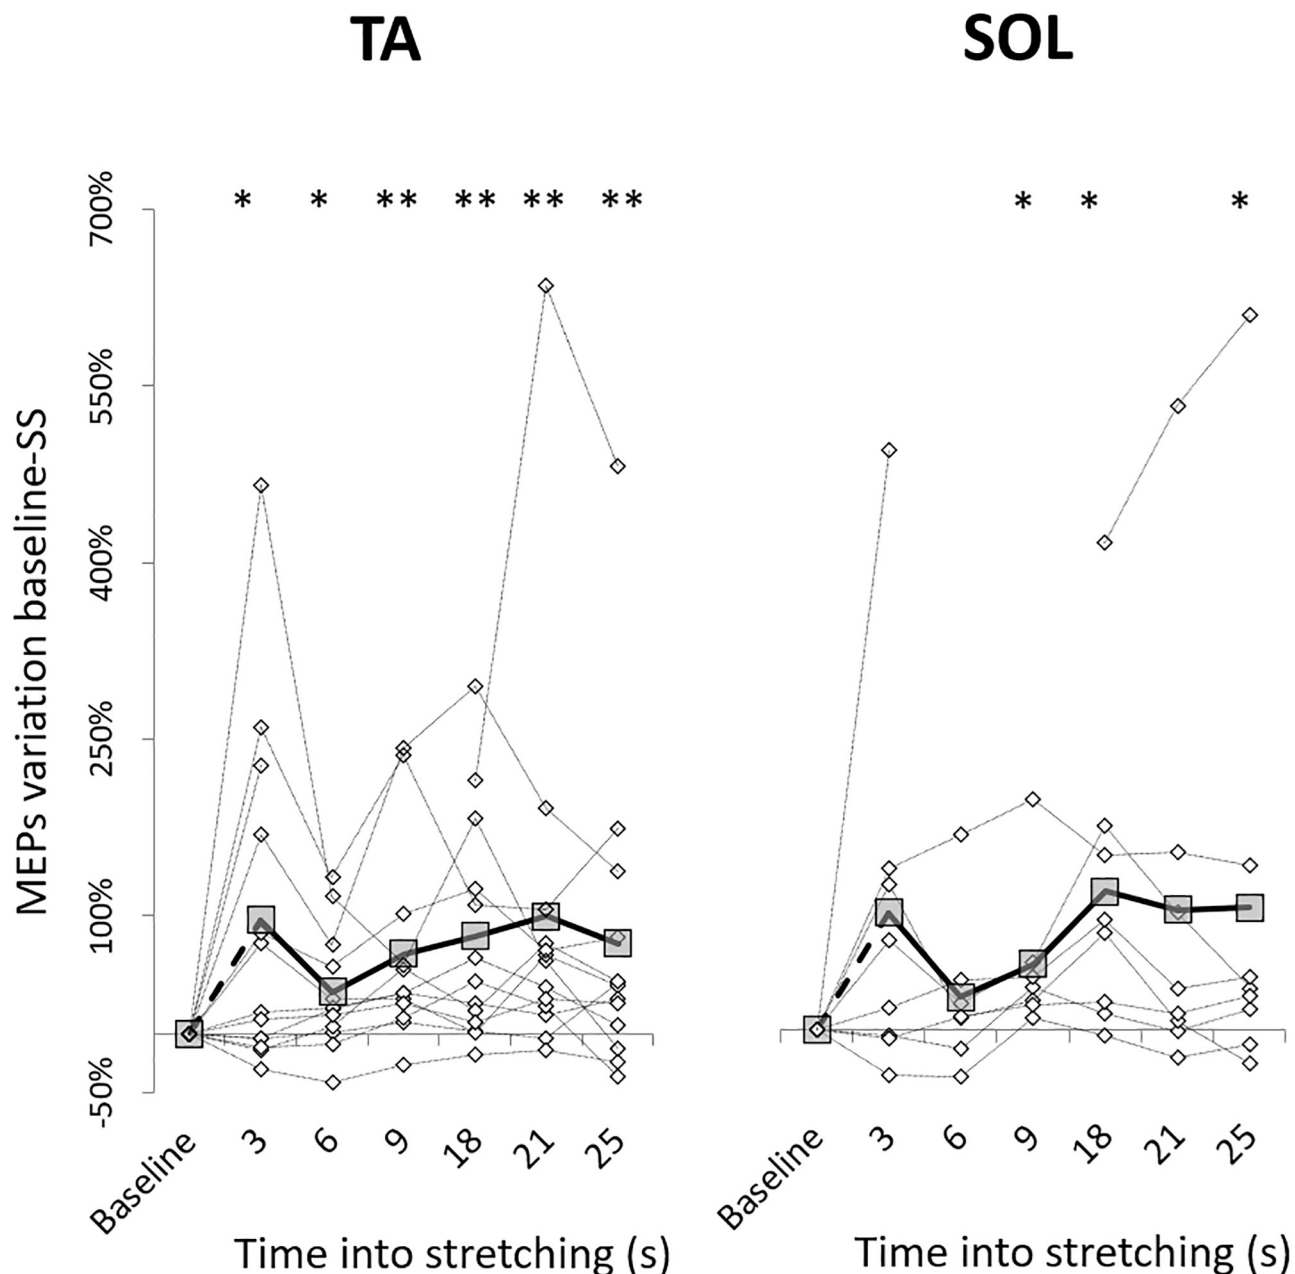 TA
SOL
* * ** ** ** **
* * *
MEPs variation baseline-SS
700%
550%
400%
250%
100%
-50%
Baseline 3 6 9 18 21 25
Baseline 3 6 9 18 21 25
Time into stretching (s)
Time into stretching (s)